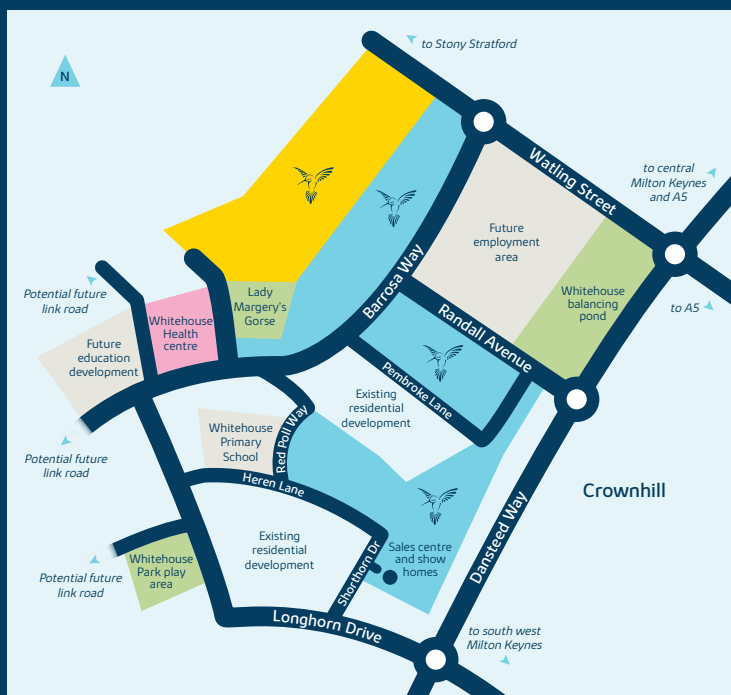 to Stony Stratford
N
Watling Street
to central
Milton Keynes
and A5
Future
employment
area
Barrosa Way
Potential future
link road
Lady
Margery's
Gorse
Whitehouse
balancing
pond
to A5
Whitehouse
Health
centre
Randall Avenue
Future
education
development
Pembroke Lane
Existing
residential
development
Red Poll Way
Whitehouse
Primary
School
Potential future
link road
Heren Lane
Crownhill
Dansteed Way
Existing
residential
development
Sales centre
and show
homes
Shorthorn Dr
Whitehouse
Park play
area
Potential future
link road
Longhorn Drive
to south west
Milton Keynes